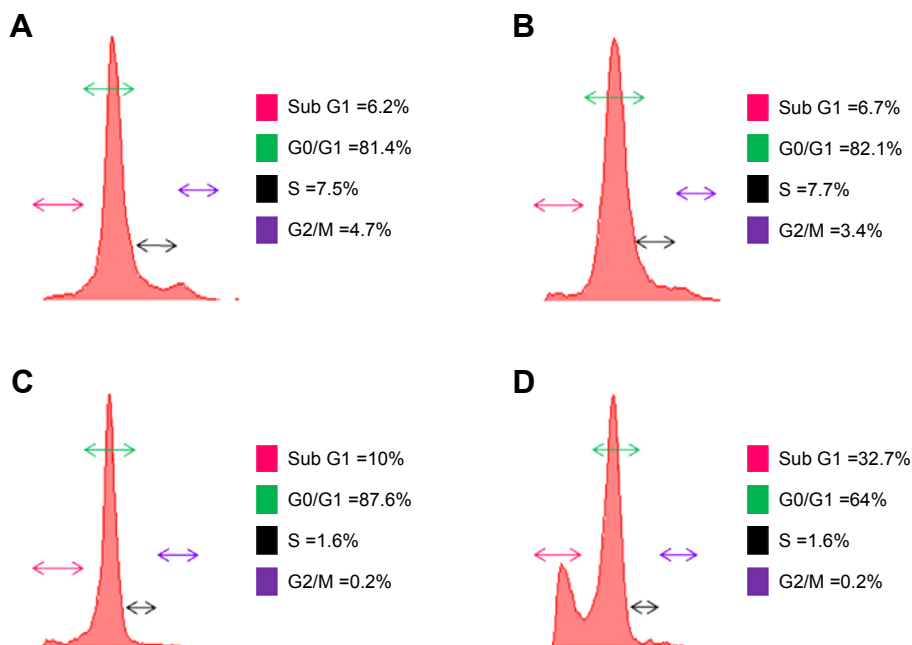 A
Sub G1 =6.2%
G0/G1 =81.4%
S =7.5%
G2/M =4.7%
B
Sub G1 =6.7%
G0/G1 =82.1%
S =7.7%
G2/M =3.4%
C
Sub G1 =10%
G0/G1 =87.6%
S =1.6%
G2/M =0.2%
D
Sub G1 =32.7%
G0/G1 =64%
S =1.6%
G2/M =0.2%